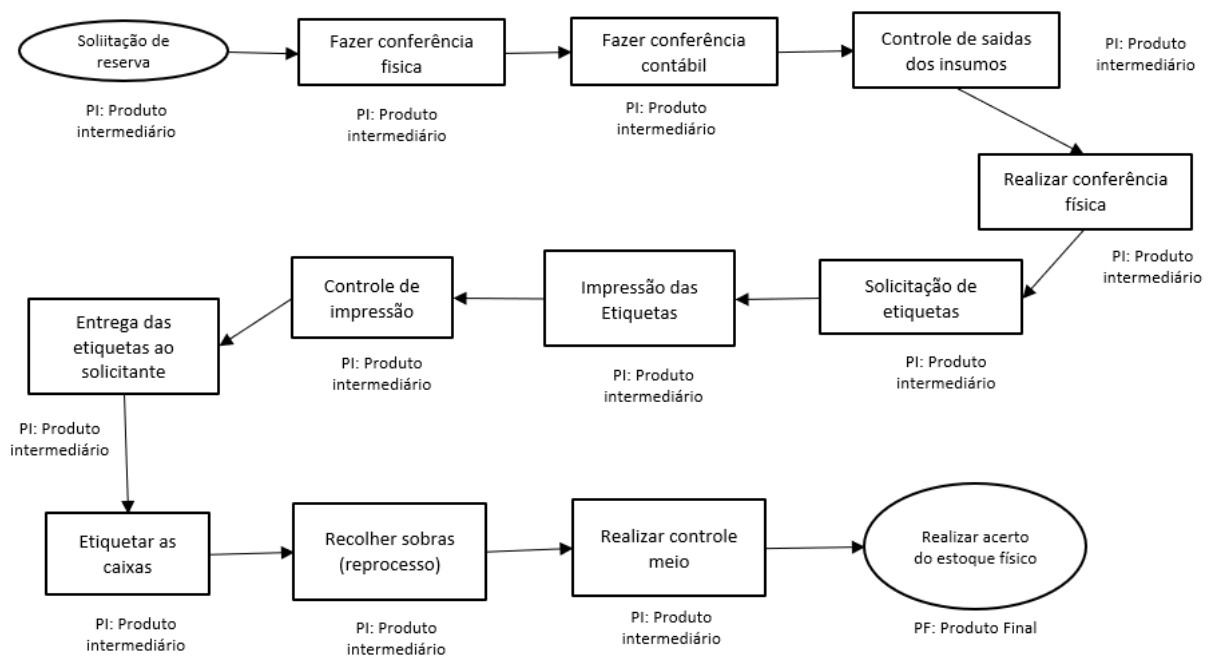 Soliitação de
reserva
Fazer conferência
fisica
Fazer conferência
contábil
Controle de saidas
dos insumos
PI: Produto
intermediário
PI: Produto
intermediário
PI: Produto
intermediário
PI: Produto
intermediário
Realizar conferência
física
PI: Produto
intermediário
Solicitação de
etiquetas
Impressão das
Etiquetas
Controle de
impressão
Entrega das
etiquetas ao
solicitante
PI: Produto
intermediário
PI: Produto
intermediário
PI: Produto
intermediário
PI: Produto
intermediário
Etiquetar as
caixas
Recolher sobras
(reprocesso)
Realizar controle
meio
Realizar acerto
do estoque físico
PI: Produto
intermediário
PI: Produto
intermediário
PI: Produto
intermediário
PF: Produto Final